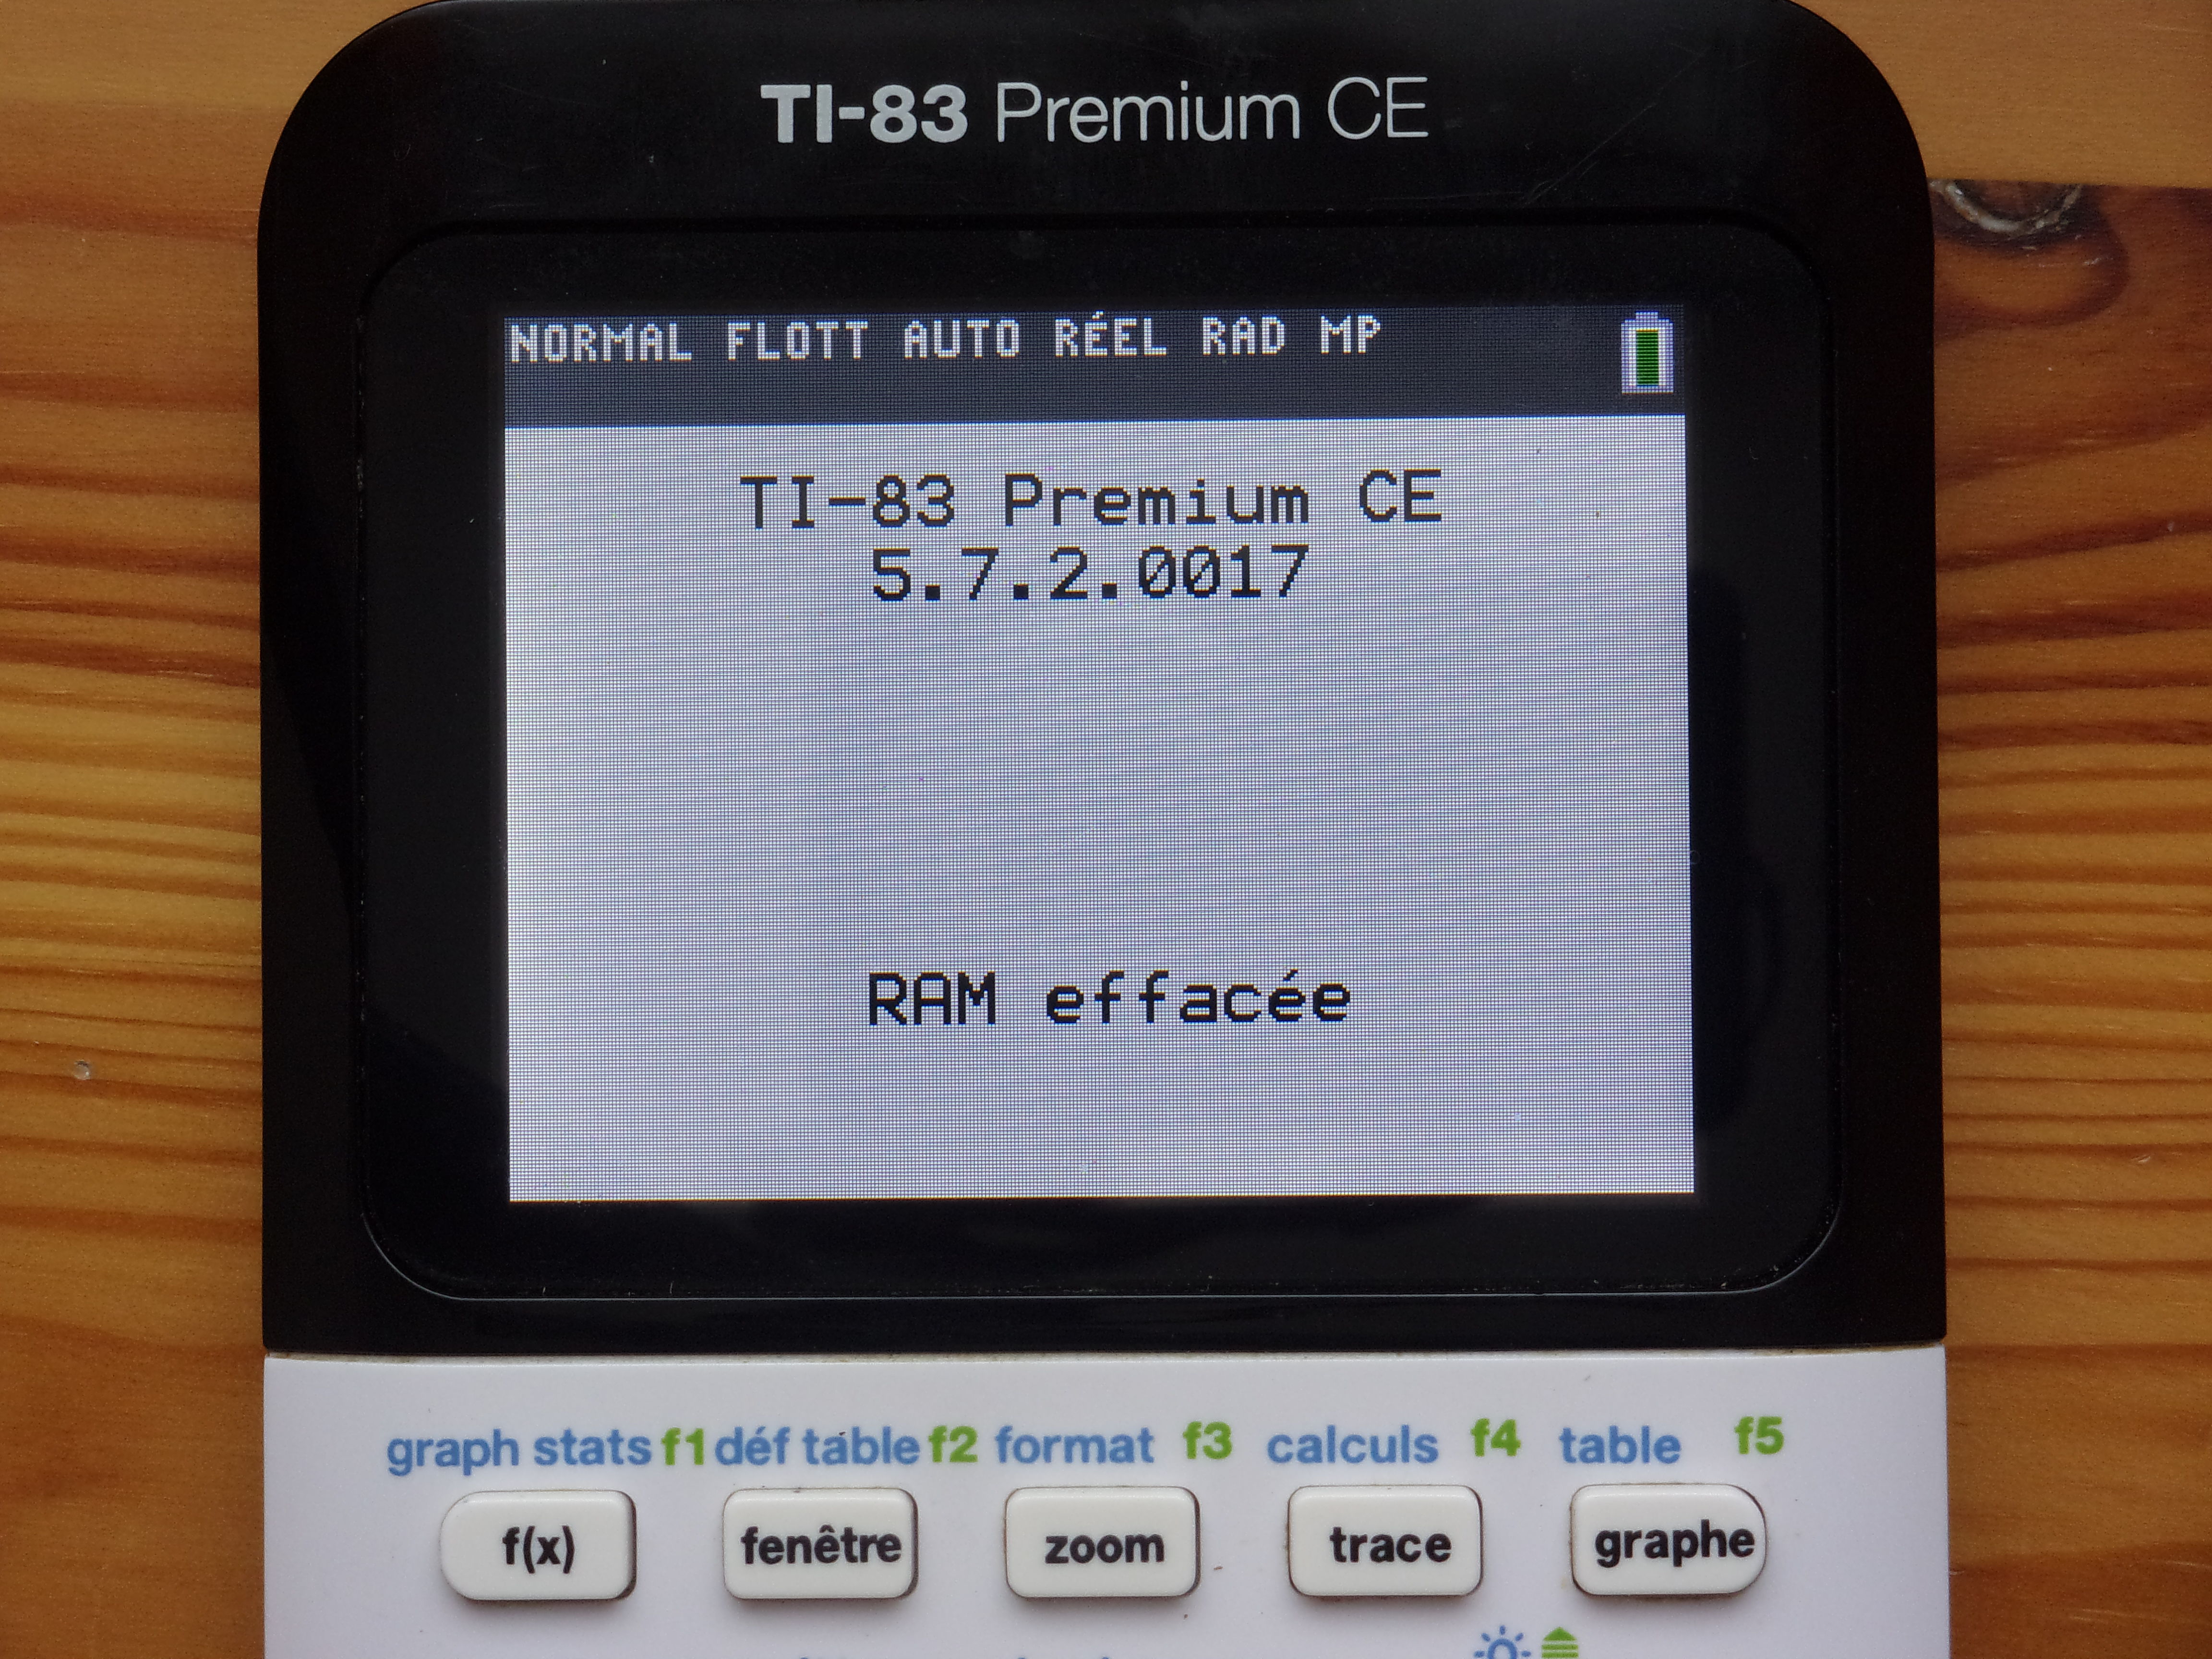 TI-83 Premium CE
NORMAL FLOTT AUTO RÉEL RAD MP
TI-83 Premium CE
5.7.2.0017
RAM effacée
graph stats f1 déf table f2 format f3 calculs f4 table f5
f(x) fenêtre zoom trace graphe